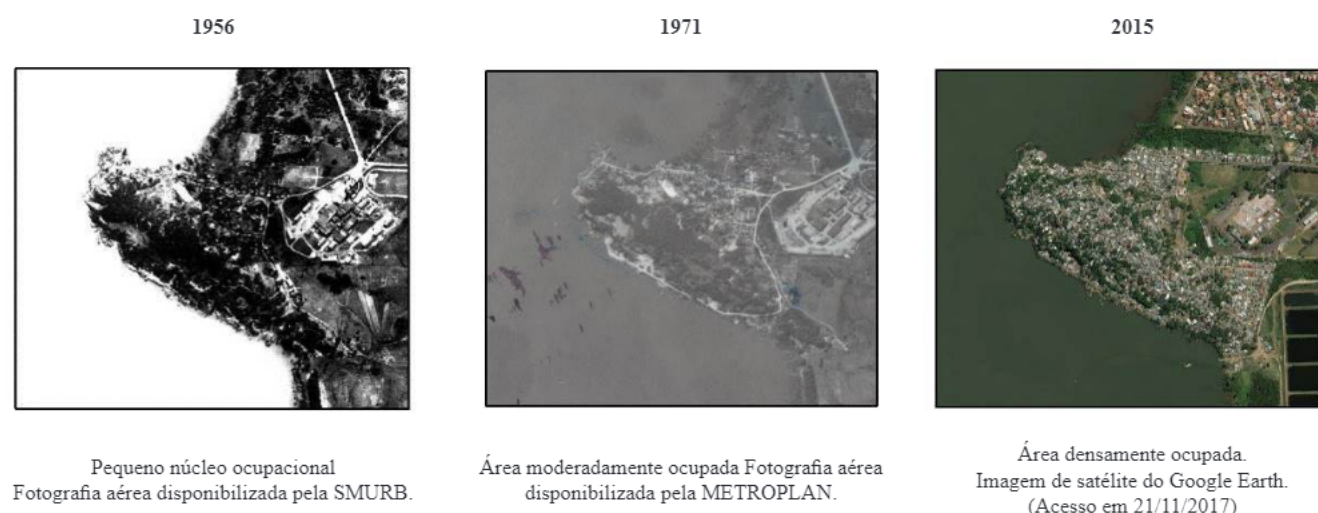 1956
1971
2015
Pequeno núcleo ocupacional
Fotografia aérea disponibilizada pela SMURB.
Área moderadamente ocupada Fotografia aérea
disponibilizada pela METROPLAN.
Área densamente ocupada.
Imagem de satélite do Google Earth.
(Acesso em 21/11/2017)